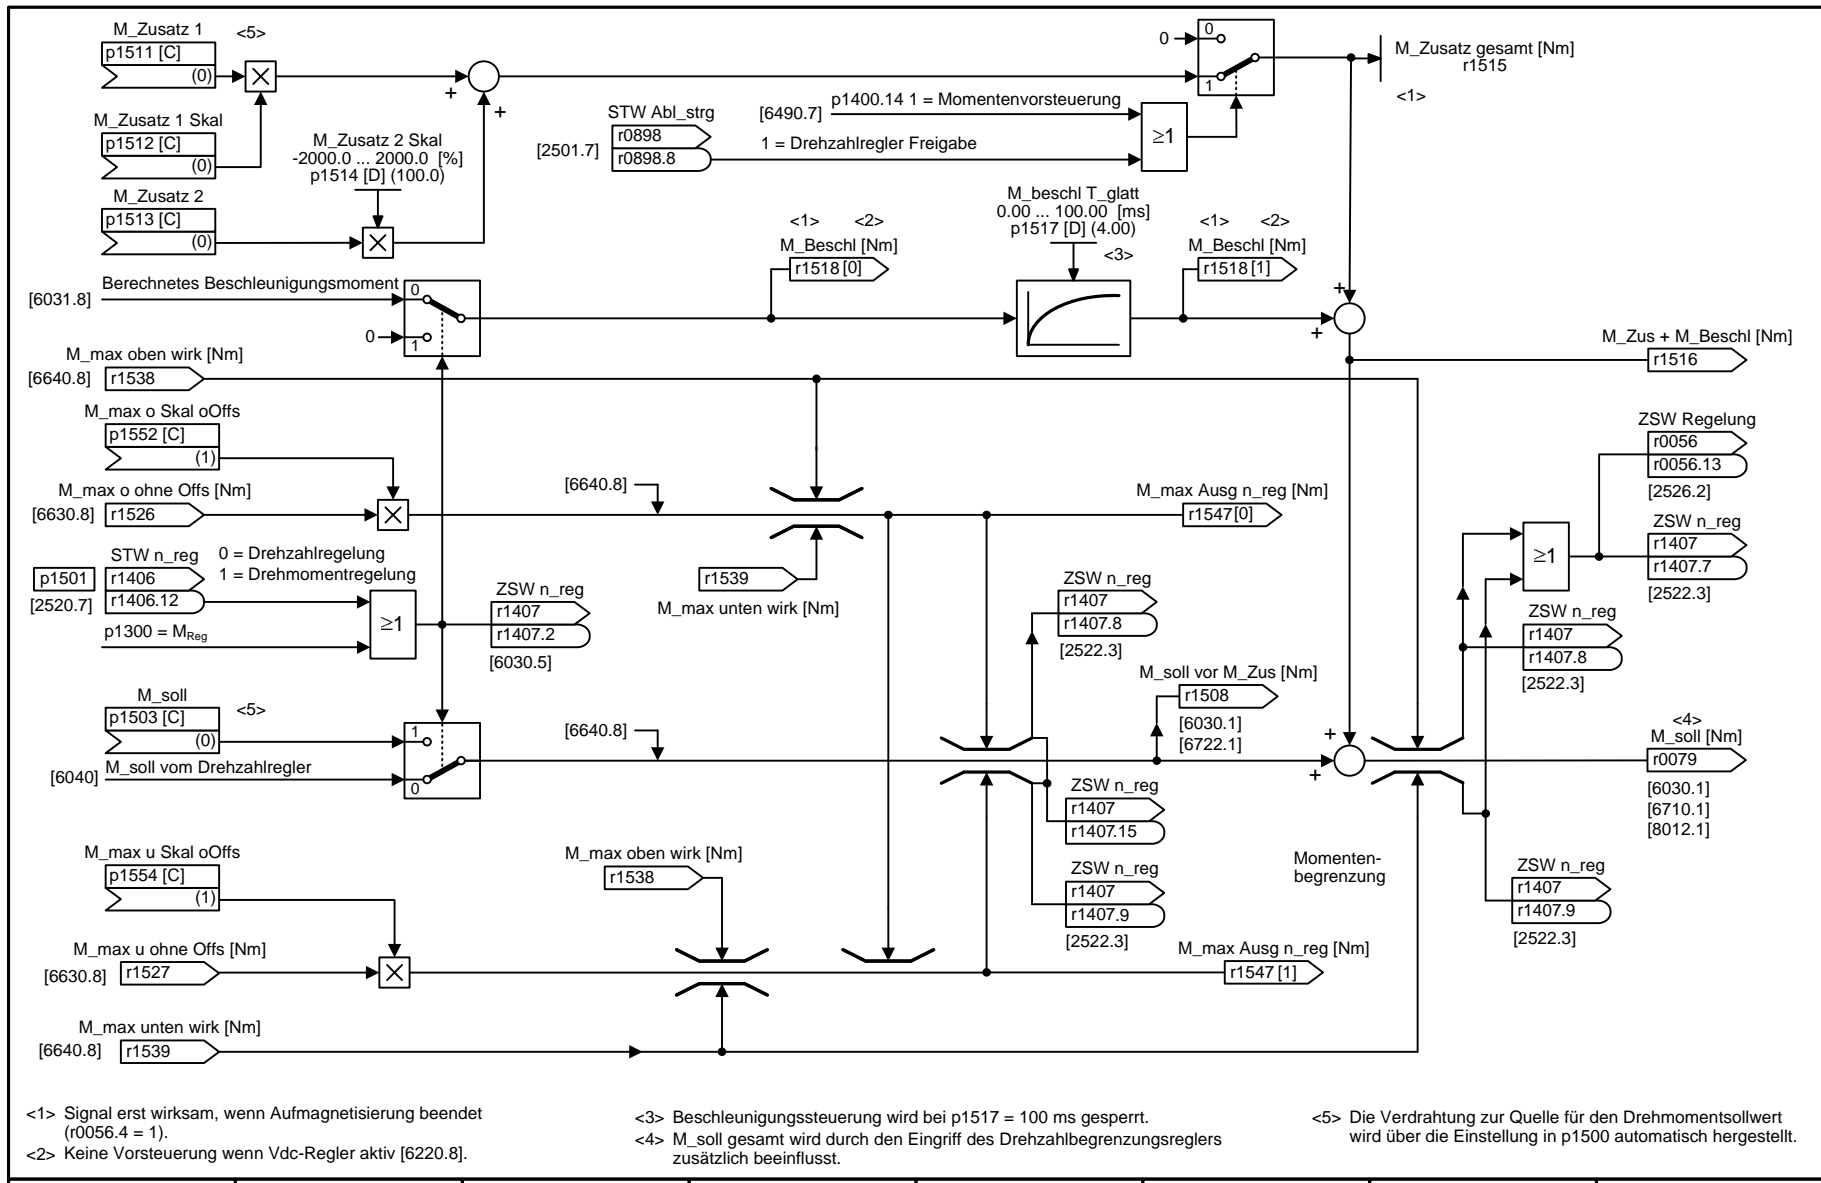 M_Zusatz 1
<5>
p1511 [C]
(0)
M_Zusatz 1 Skal
p1512 [C]
(0)
M_Zusatz 2 Skal
-2000.0 ... 2000.0 [%]
p1514 [D] (100.0)
M_Zusatz 2
p1513 [C]
(0)
+
+
STW Abl_strg
[2501.7]
r0898
r0898.8
[6490.7]
p1400.14 1 = Momentenvorsteuerung
1 = Drehzahlregler Freigabe
≥1
0
0
1
M_Zusatz gesamt [Nm]
r1515
<1>
[6031.8]
Berechnetes Beschleunigungsmoment
0
0
1
<1> <2>
M_Beschl [Nm]
r1518 [0]
M_beschl T_glatt
0.00 ... 100.00 [ms]
p1517 [D] (4.00)
<3>
<1> <2>
M_Beschl [Nm]
r1518 [1]
+
+
M_Zus + M_Beschl [Nm]
r1516
M_max oben wirk [Nm]
[6640.8]
r1538
M_max o Skal oOffs
p1552 [C]
(1)
M_max o ohne Offs [Nm]
[6630.8]
r1526
[6640.8]
M_max Ausg n_reg [Nm]
r1547 [0]
r1539
M_max unten wirk [Nm]
p1501
[2520.7]
STW n_reg
r1406
r1406.12
0 = Drehzahlregelung
1 = Drehmomentregelung
p1300 = MReg
≥1
ZSW n_reg
r1407
r1407.2
[6030.5]
ZSW n_reg
r1407
r1407.8
[2522.3]
ZSW Regelung
r0056
r0056.13
[2526.2]
≥1
ZSW n_reg
r1407
r1407.7
[2522.3]
ZSW n_reg
r1407
r1407.8
[2522.3]
M_soll
<5>
p1503 [C]
(0)
[6040]
M_soll vom Drehzahlregler
1
0
[6640.8]
M_soll vor M_Zus [Nm]
r1508
[6030.1]
[6722.1]
+
+
<4>
M_soll [Nm]
r0079
[6030.1]
[6710.1]
[8012.1]
ZSW n_reg
r1407
r1407.15
ZSW n_reg
r1407
r1407.9
[2522.3]
Momenten-
begrenzung
ZSW n_reg
r1407
r1407.9
[2522.3]
M_max u Skal oOffs
p1554 [C]
(1)
M_max oben wirk [Nm]
r1538
M_max u ohne Offs [Nm]
[6630.8]
r1527
M_max Ausg n_reg [Nm]
r1547 [1]
M_max unten wirk [Nm]
[6640.8]
r1539
<1> Signal erst wirksam, wenn Aufmagnetisierung beendet
(r0056.4 = 1).
<2> Keine Vorsteuerung wenn Vdc-Regler aktiv [6220.8].
<3> Beschleunigungssteuerung wird bei p1517 = 100 ms gesperrt.
<4> M_soll gesamt wird durch den Eingriff des Drehzahlbegrenzungsreglers
zusätzlich beeinflusst.
<5> Die Verdrahtung zur Quelle für den Drehmomentsollwert
wird über die Einstellung in p1500 automatisch hergestellt.